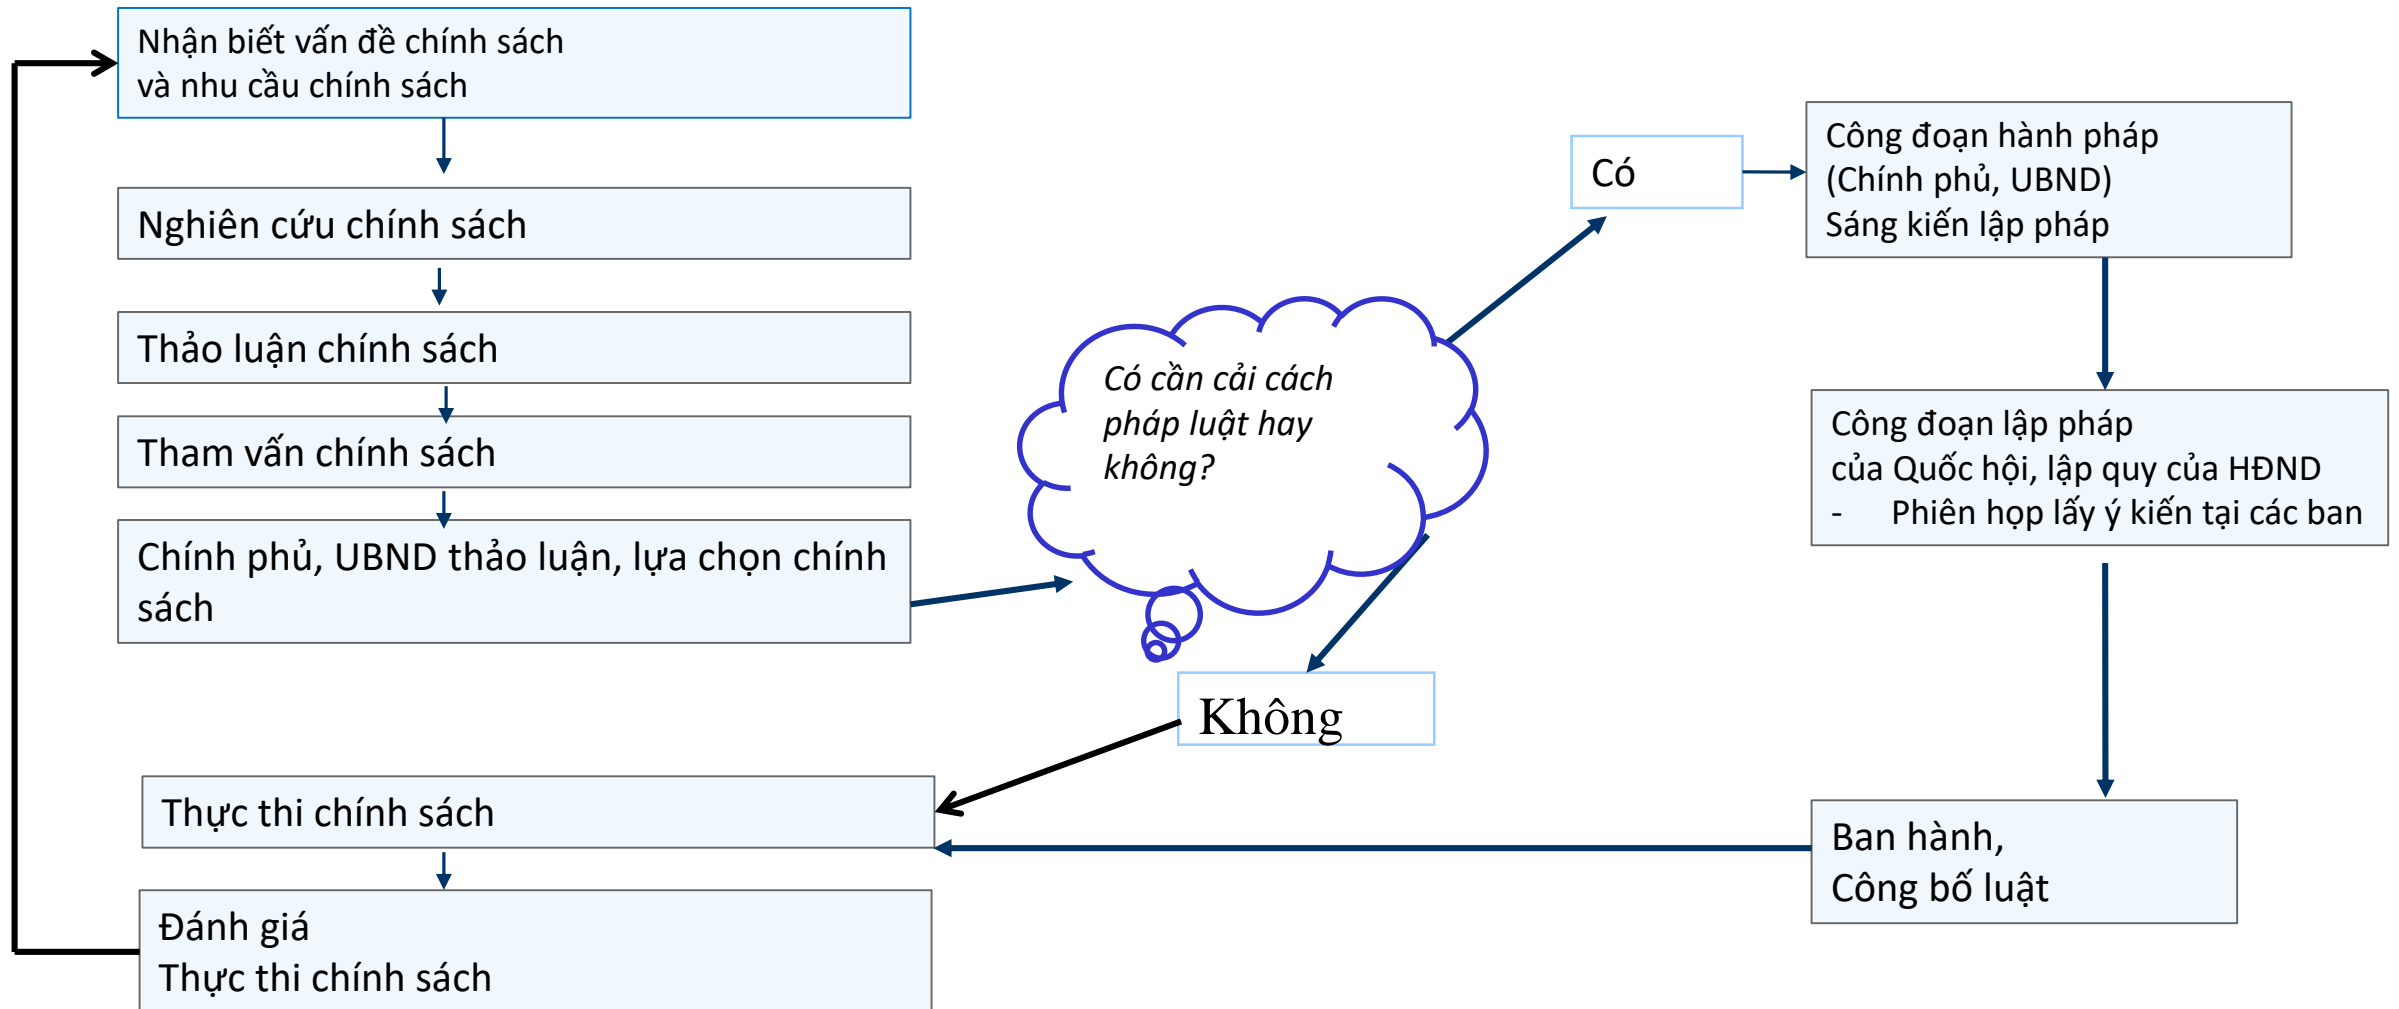 Nhận biết vấn đề chính sách
và nhu cầu chính sách
Nghiên cứu chính sách
Thảo luận chính sách
Tham vấn chính sách
Chính phủ, UBND thảo luận, lựa chọn chính
sách
Có cần cải cách
pháp luật hay
không?
Có
Công đoạn hành pháp
(Chính phủ, UBND)
Sáng kiến lập pháp
Công đoạn lập pháp
của Quốc hội, lập quy của HĐND
- Phiên họp lấy ý kiến tại các ban
Không
Thực thi chính sách
Ban hành,
Công bố luật
Đánh giá
Thực thi chính sách